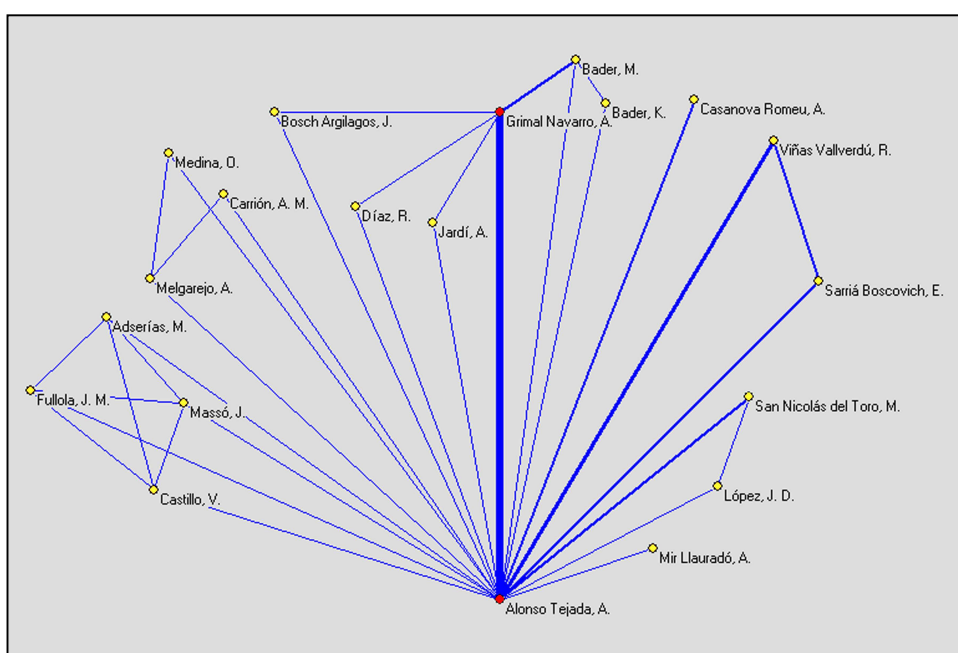 Bader, M.
Bader, K.
Casanova Romeu, A.
Bosch Argilagos, J.
Grimal Navarro, A.
Viñas Vallverdú, R.
Medina, O.
Carrión, A. M.
Díaz, R.
Jardí, A.
Melgarejo, A.
Sarriá Boscovich, E.
Adserías, M.
Fullola, J. M.
Massó, J.
San Nicolás del Toro, M.
Castillo, V.
López, J. D.
Mir Llauradó, A.
Alonso Tejada, A.